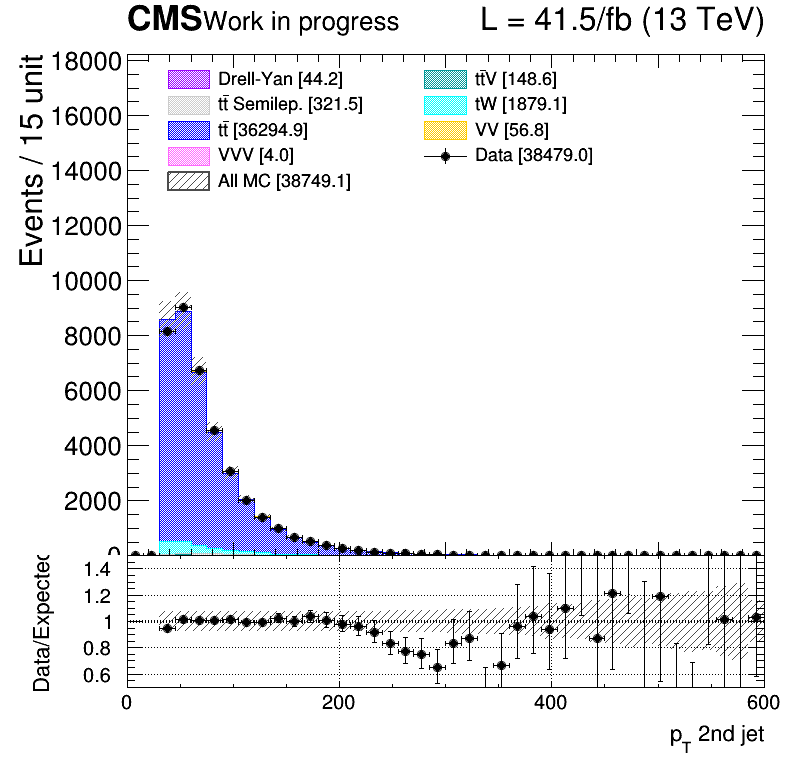 CMS Work in progress L = 41.5/fb (13 TeV)
Events / 15 unit
18000
16000
14000
12000
10000
8000
6000
4000
2000
0
Drell-Yan [44.2]
tt̄ Semilep. [321.5]
tt̄ [36294.9]
VVV [4.0]
All MC [38749.1]
tt̄V [148.6]
tW [1879.1]
VV [56.8]
Data [38479.0]
Data/Expected
1.4
1.2
1
0.8
0.6
0 200 400 600
p_T 2nd jet